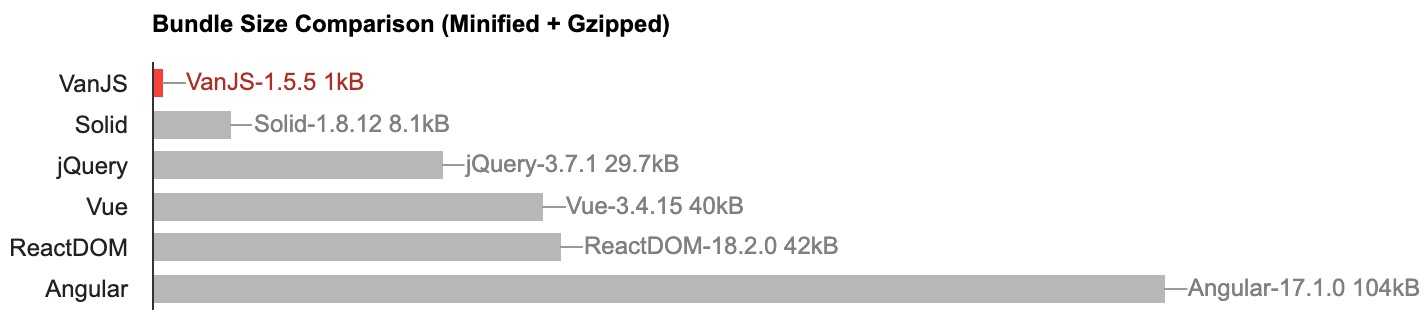 Bundle Size Comparison (Minified + Gzipped)
VanJS VanJS-1.5.5 1kB
Solid Solid-1.8.12 8.1kB
jQuery jQuery-3.7.1 29.7kB
Vue Vue-3.4.15 40kB
ReactDOM ReactDOM-18.2.0 42kB
Angular Angular-17.1.0 104kB